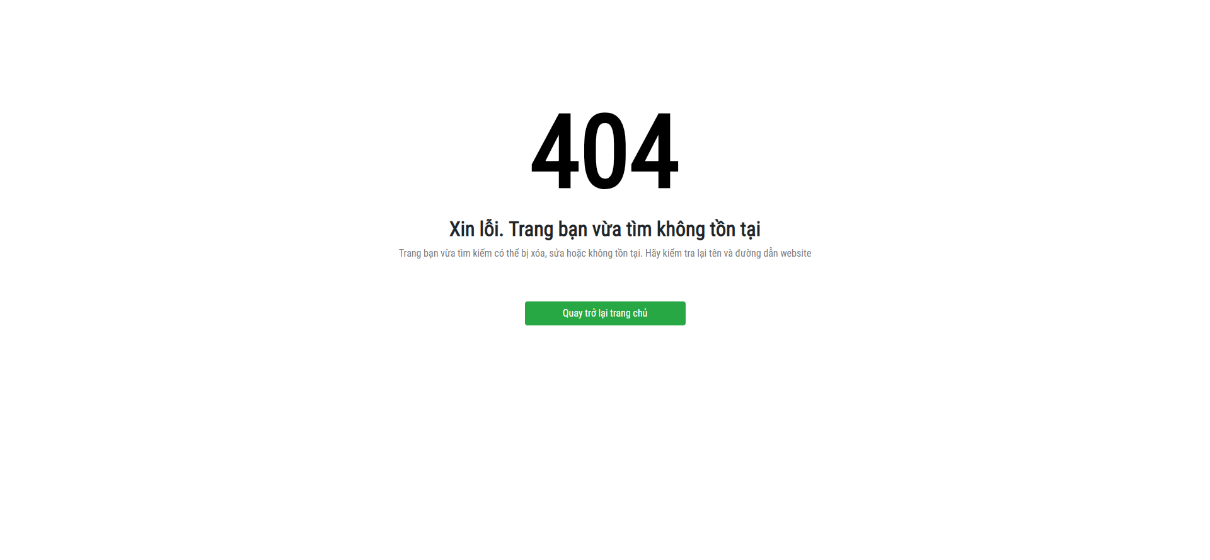 404
Xin lỗi. Trang bạn vừa tìm không tồn tại
Trang bạn vừa tìm kiếm có thể bị xóa, sửa hoặc không tồn tại. Hãy kiểm tra lại tên và đường dẫn website
Quay trở lại trang chủ